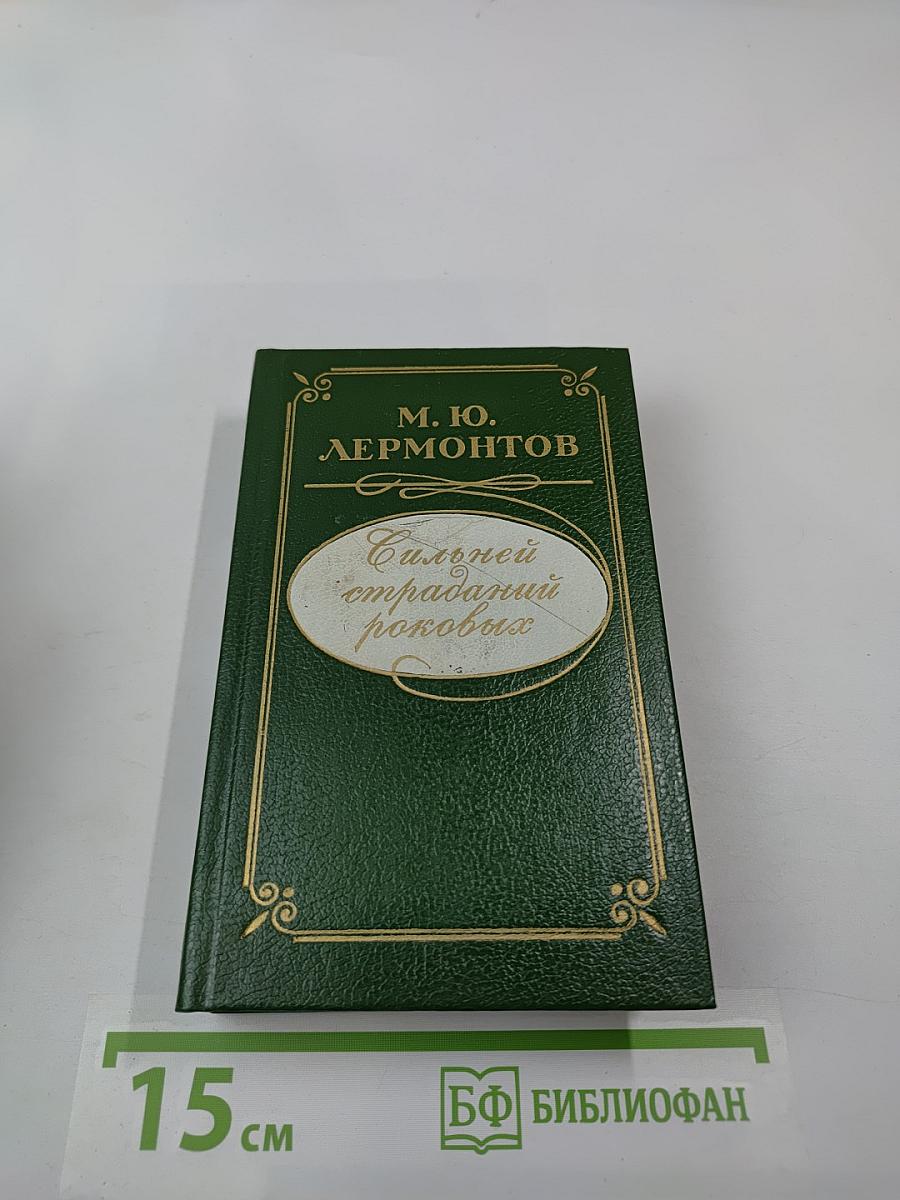 М. Ю.
ЛЕРМОНТОВ
Сильней
страданий
роковых
15 см
БФ БИБЛИОФАН